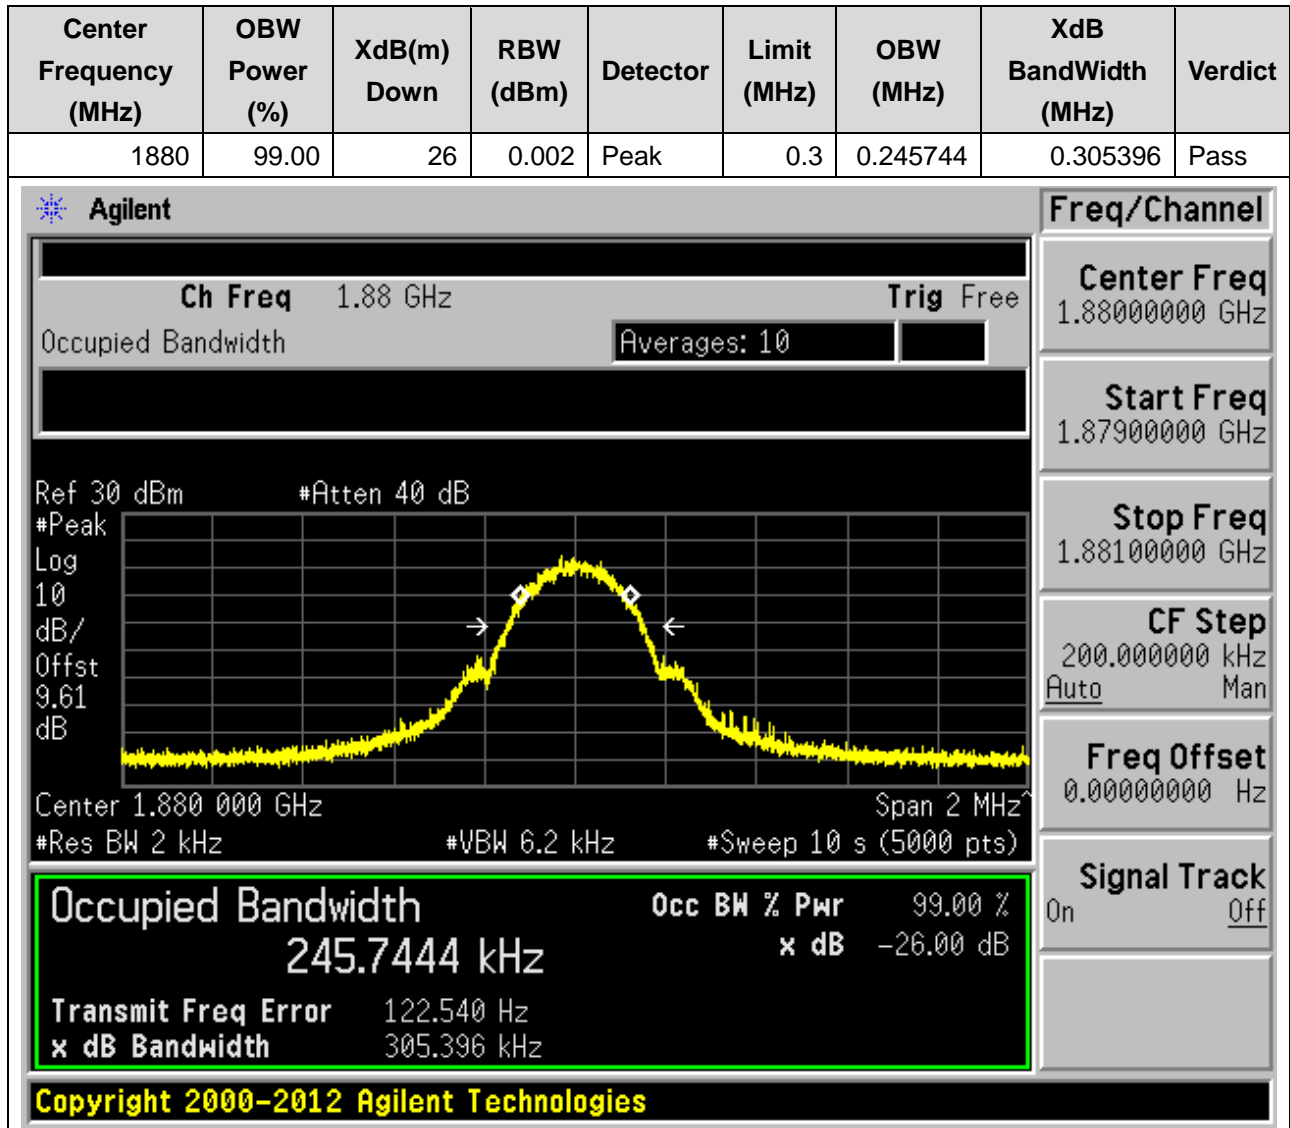 Center Frequency (MHz) | OBW Power (%) | XdB(m) Down | RBW (dBm) | Detector | Limit (MHz) | OBW (MHz) | XdB BandWidth (MHz) | Verdict
1880 | 99.00 | 26 | 0.002 | Peak | 0.3 | 0.245744 | 0.305396 | Pass
Agilent
Freq/Channel
Ch Freq 1.88 GHz Trig Free
Occupied Bandwidth Averages: 10
Center Freq
1.88000000 GHz
Start Freq
1.87900000 GHz
Stop Freq
1.88100000 GHz
CF Step
200.000000 kHz
Auto Man
Freq Offset
0.00000000 Hz
Signal Track
On Off
Ref 30 dBm #Atten 40 dB
#Peak
Log
10
dB/
Offst
9.61
dB
Center 1.880 000 GHz Span 2 MHz^
#Res BW 2 kHz #VBW 6.2 kHz #Sweep 10 s (5000 pts)
Occupied Bandwidth Occ BW % Pwr 99.00 %
245.7444 kHz x dB -26.00 dB
Transmit Freq Error 122.540 Hz
x dB Bandwidth 305.396 kHz
Copyright 2000-2012 Agilent Technologies